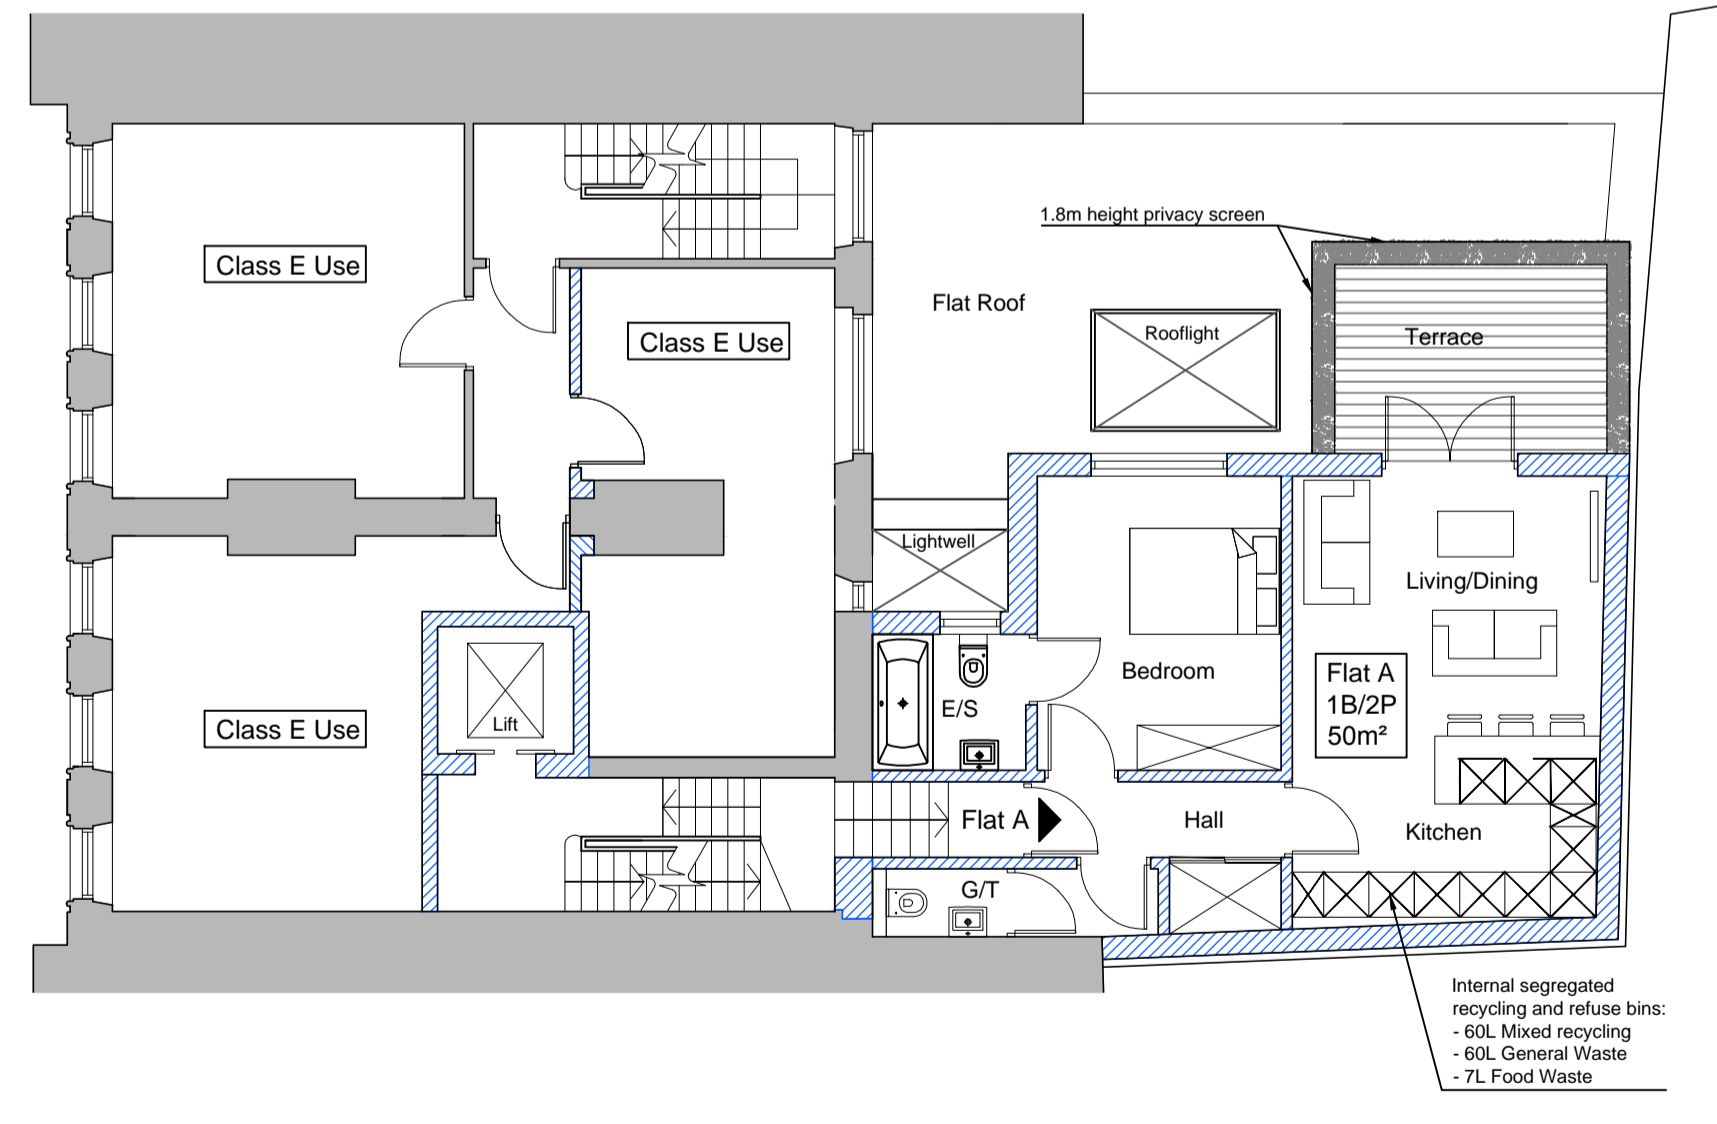 1.8m height privacy screen
Class E Use
Flat Roof
Rooflight
Terrace
Class E Use
Lightwell
Living/Dining
Bedroom
Flat A
1B/2P
50m²
E/S
Class E Use
Lift
Flat A
Hall
Kitchen
G/T
Internal segregated
recycling and refuse bins:
- 60L Mixed recycling
- 60L General Waste
- 7L Food Waste